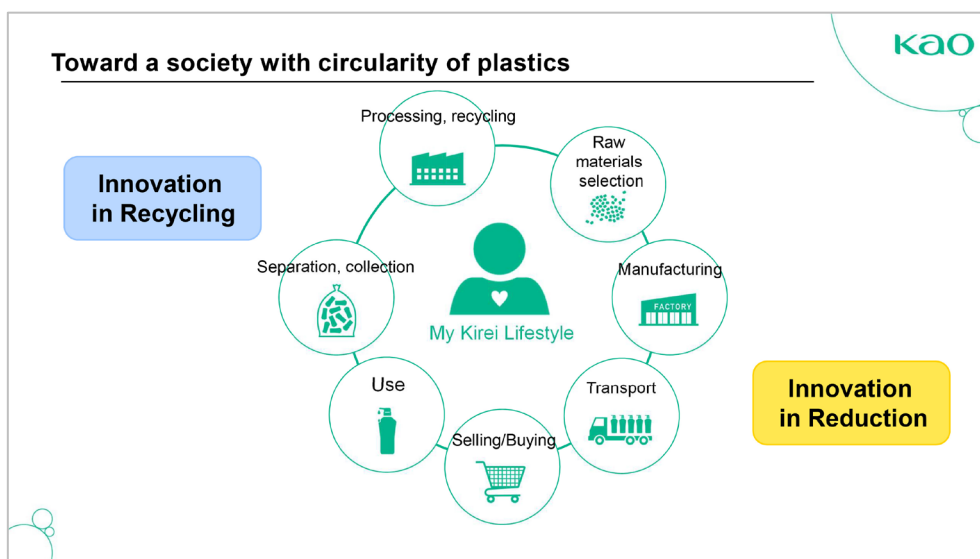 Kao
Toward a society with circularity of plastics
Processing, recycling
Raw
materials
selection
Innovation
in Recycling
Separation, collection
Manufacturing
FACTORY
My Kirei Lifestyle
Use
Transport
Innovation
in Reduction
Selling/Buying